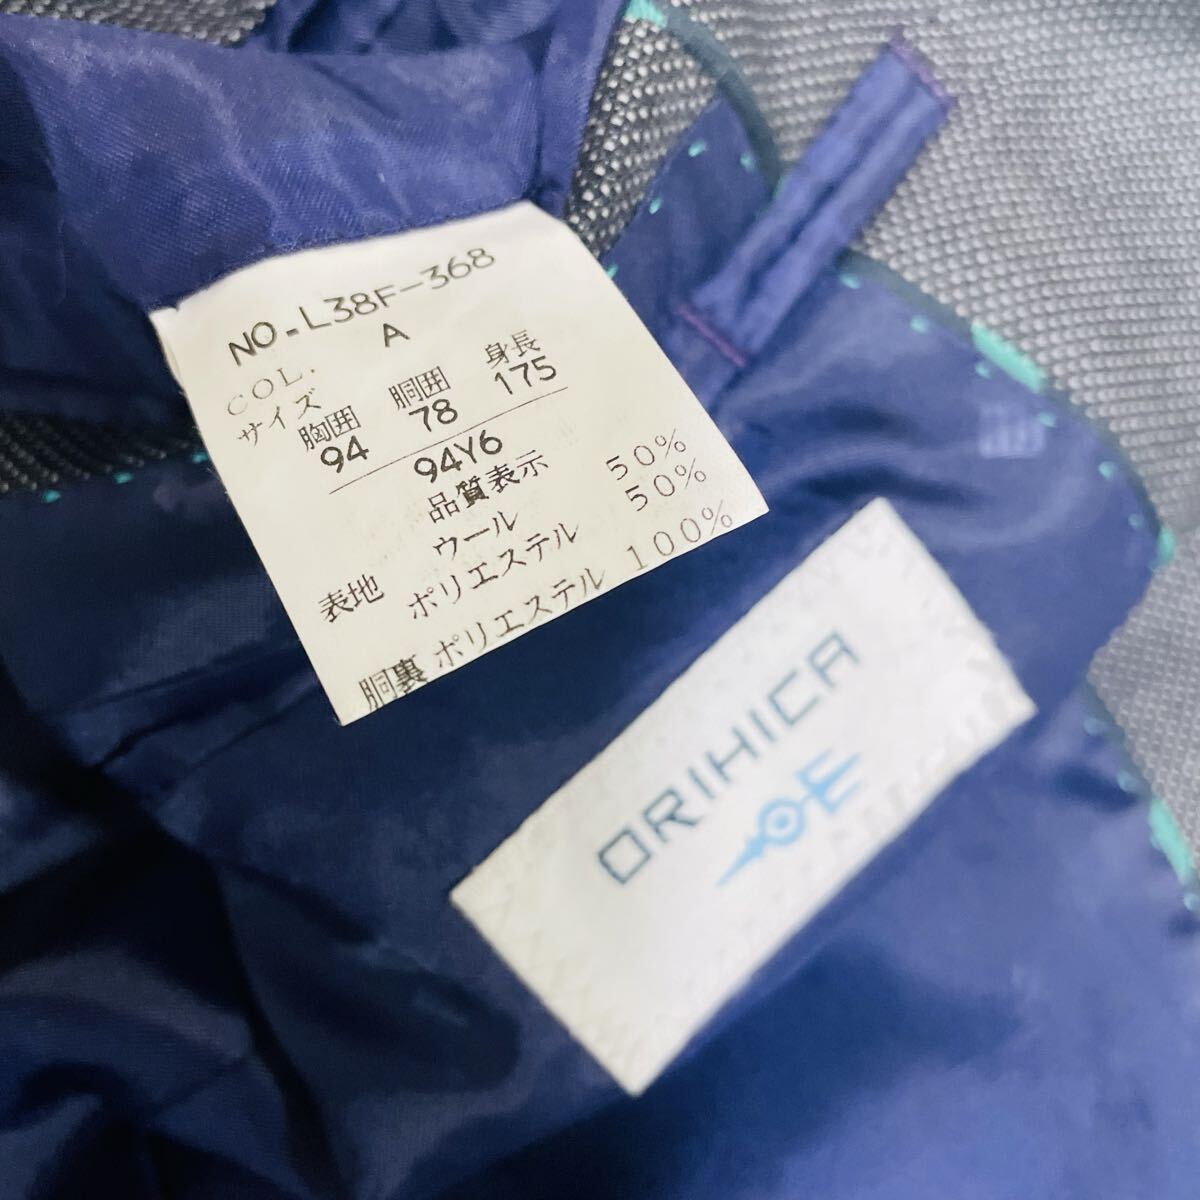 NO.L38F-368
COL. A
サイズ 胸囲 胴囲 身長
94 78 175
94Y6
品質表示
ウール 50%
表地 ポリエステル 50%
胴裏 ポリエステル 100%
ORIHICA